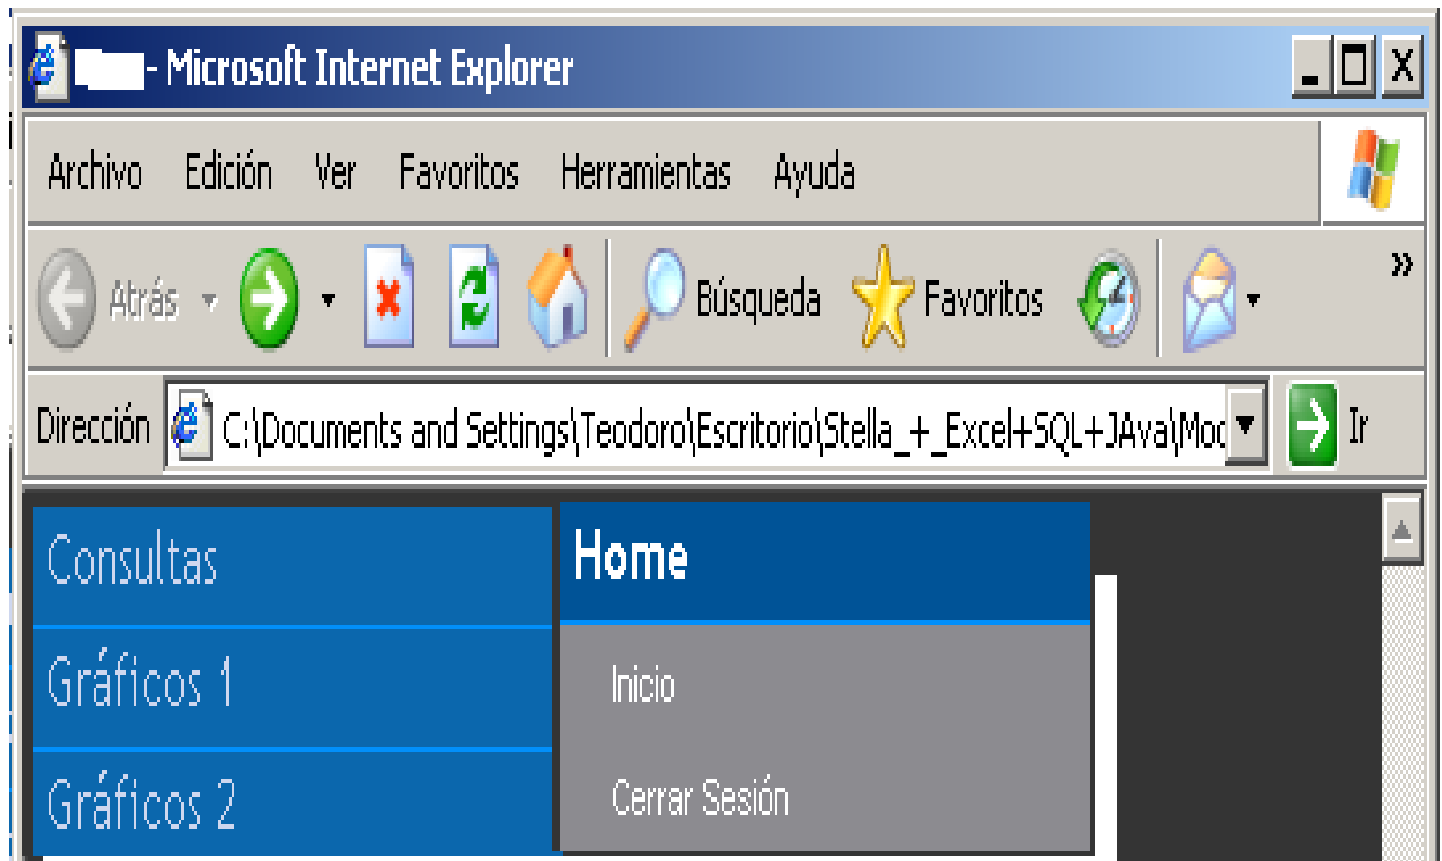 - Microsoft Internet Explorer
Archivo Edición Ver Favoritos Herramientas Ayuda
Atrás Búsqueda Favoritos »
Dirección C:\Documents and Settings\Teodoro\Escritorio\Stella_+_Excel+SQL+JAva\Moc Ir
Consultas Home
Gráficos 1 Inicio
Gráficos 2 Cerrar Sesión